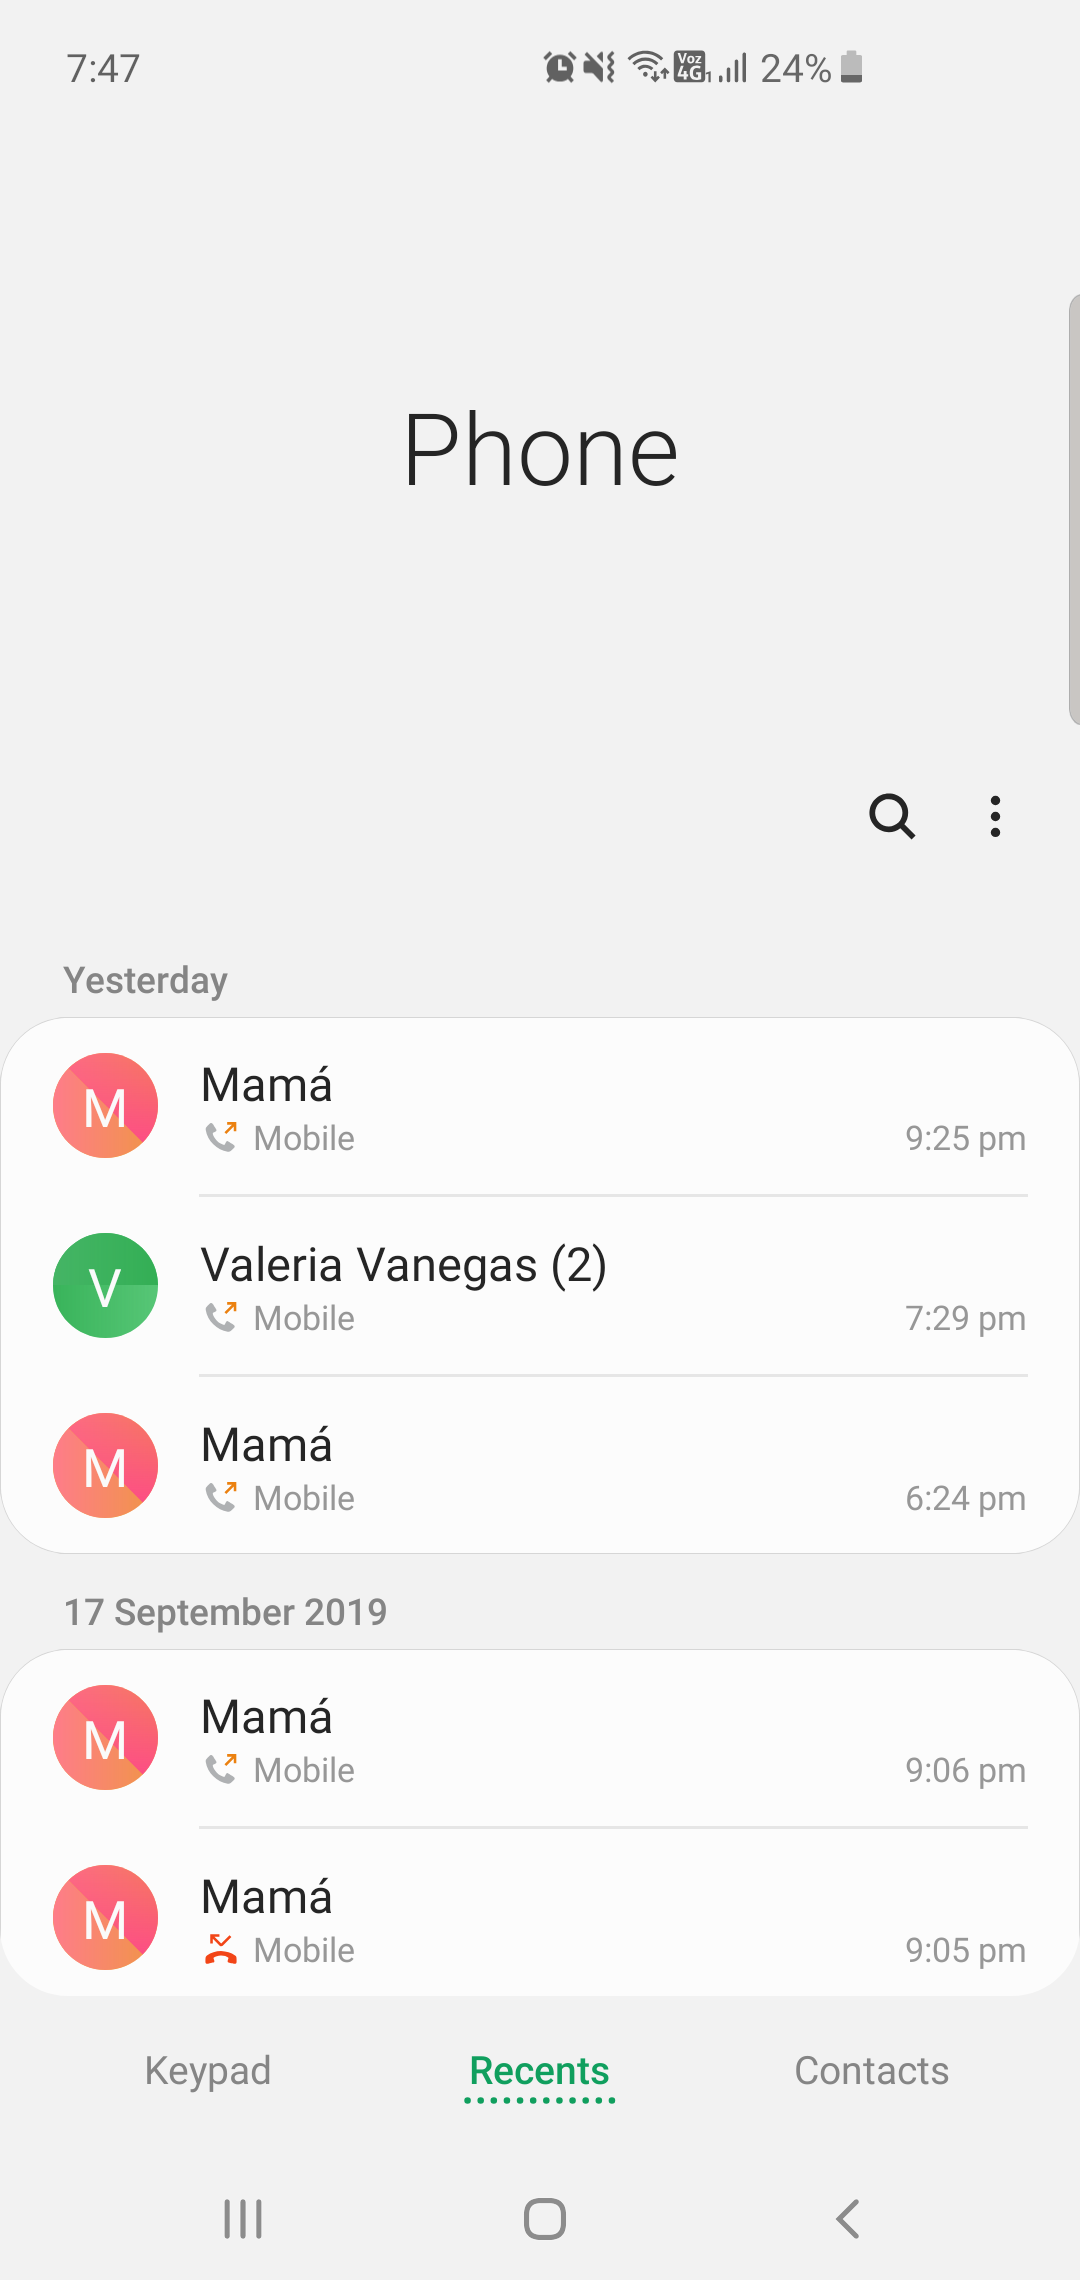 7:47
Voz 4G 1 24%
Phone
Yesterday
M Mamá
Mobile 9:25 pm
V Valeria Vanegas (2)
Mobile 7:29 pm
M Mamá
Mobile 6:24 pm
17 September 2019
M Mamá
Mobile 9:06 pm
M Mamá
Mobile 9:05 pm
Keypad Recents Contacts